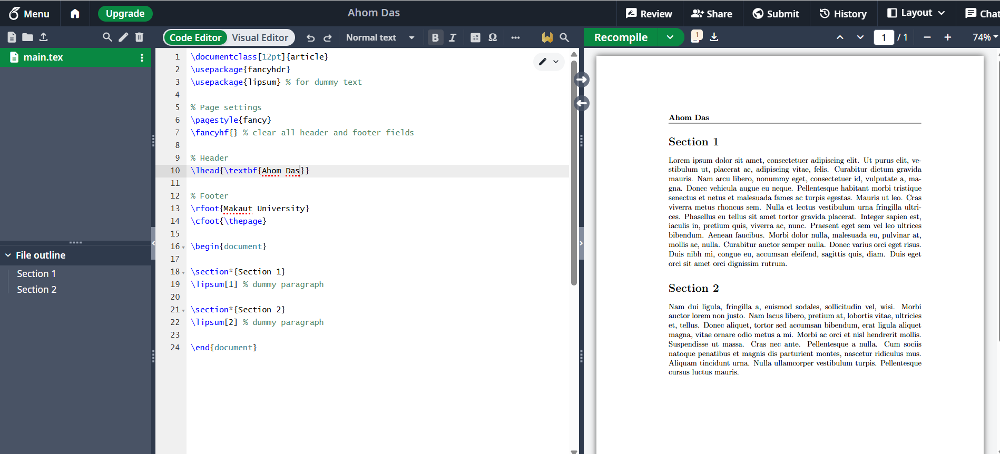 Menu
Upgrade
Ahom Das
Review
Share
Submit
History
Layout
Chat
Code Editor
Visual Editor
Normal text
B
I
Ω
Recompile
1
1 / 1
74%
main.tex
File outline
Section 1
Section 2
1 \documentclass[12pt]{article}
2 \usepackage{fancyhdr}
3 \usepackage{lipsum} % for dummy text
4
5 % Page settings
6 \pagestyle{fancy}
7 \fancyhf{} % clear all header and footer fields
8
9 % Header
10 \lhead{\textbf{Ahom Das}}
11
12 % Footer
13 \rfoot{Makaut University}
14 \cfoot{\thepage}
15
16 \begin{document}
17
18 \section*{Section 1}
19 \lipsum[1] % dummy paragraph
20
21 \section*{Section 2}
22 \lipsum[2] % dummy paragraph
23
24 \end{document}
Ahom Das
Section 1
Lorem ipsum dolor sit amet, consectetuer adipiscing elit. Ut purus elit, ve-
stibulum ut, placerat ac, adipiscing vitae, felis. Curabitur dictum gravida
mauris. Nam arcu libero, nonummy eget, consectetuer id, vulputate a, ma-
gna. Donec vehicula augue eu neque. Pellentesque habitant morbi tristique
senectus et netus et malesuada fames ac turpis egestas. Mauris ut leo. Cras
viverra metus rhoncus sem. Nulla et lectus vestibulum urna fringilla ultri-
ces. Phasellus eu tellus sit amet tortor gravida placerat. Integer sapien est,
iaculis in, pretium quis, viverra ac, nunc. Praesent eget sem vel leo ultrices
bibendum. Aenean faucibus. Morbi dolor nulla, malesuada eu, pulvinar at,
mollis ac, nulla. Curabitur auctor semper nulla. Donec varius orci eget risus.
Duis nibh mi, congue eu, accumsan eleifend, sagittis quis, diam. Duis eget
orci sit amet orci dignissim rutrum.
Section 2
Nam dui ligula, fringilla a, euismod sodales, sollicitudin vel, wisi. Morbi
auctor lorem non justo. Nam lacus libero, pretium at, lobortis vitae, ultricies
et, tellus. Donec aliquet, tortor sed accumsan bibendum, erat ligula aliquet
magna, vitae ornare odio metus a mi. Morbi ac orci et nisl hendrerit mollis.
Suspendisse ut massa. Cras nec ante. Pellentesque a nulla. Cum sociis
natoque penatibus et magnis dis parturient montes, nascetur ridiculus mus.
Aliquam tincidunt urna. Nulla ullamcorper vestibulum turpis. Pellentesque
cursus luctus mauris.